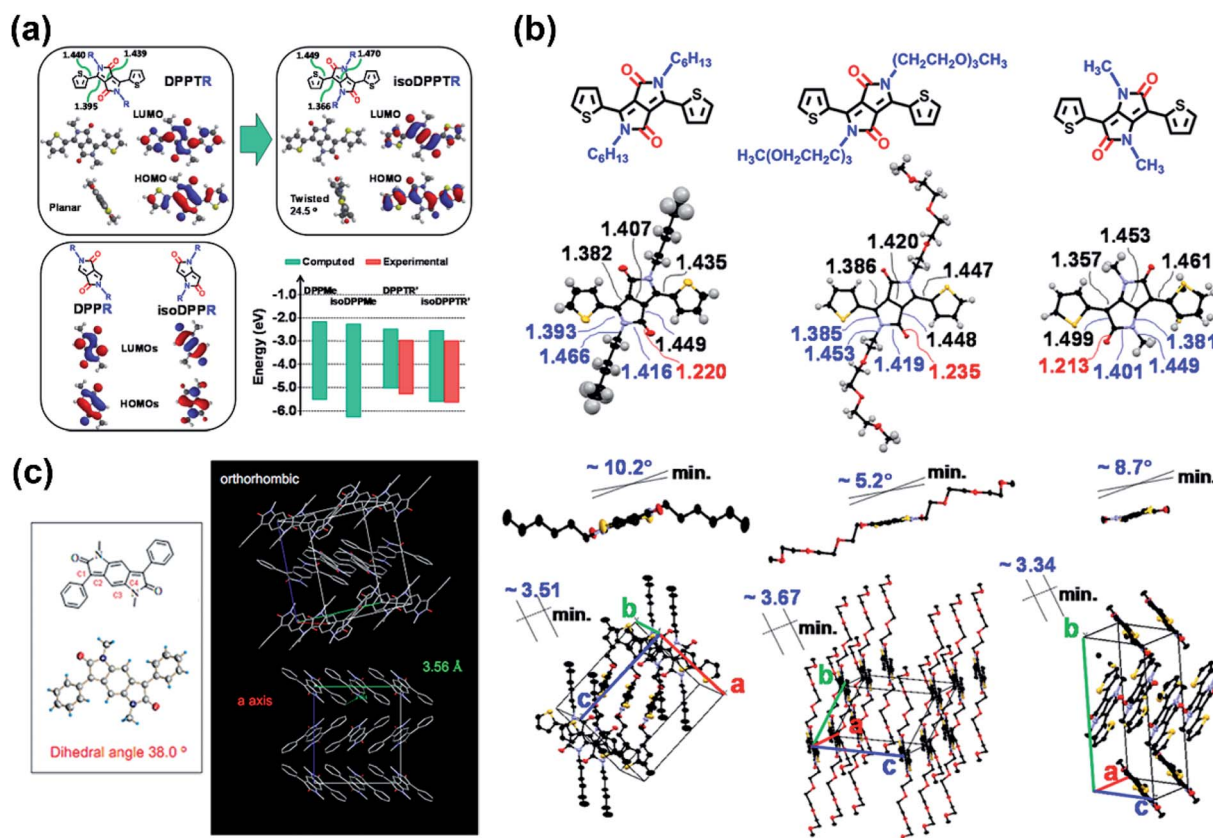 (a)
1.440
1.439
R
O
S
N
S
O
N
R
1.395
DPPTR
LUMO
HOMO
Planar
1.449
R
1.470
O
S
N
S
N
O
R
1.366
isoDPPTR
LUMO
HOMO
Twisted
24.5 º
R
N
O
O
N
R
DPPR
R
N
O
O
N
R
isoDPPR
LUMOs
HOMOs
Computed
Experimental
DPPMe
isoDPPMe
DPPTR'
isoDPPTR'
Energy (eV)
-1.0
-2.0
-3.0
-4.0
-5.0
-6.0
(b)
C6H13
O
N
S
S
N
O
C6H13
(CH2CH2O)3CH3
O
N
S
S
N
O
H3C(OH2CH2C)3
H3C
N
O
S
S
O
N
CH3
1.407
1.382
1.435
1.393
1.466
1.449
1.416
1.220
1.420
1.386
1.447
1.385
1.453
1.448
1.419
1.235
1.453
1.357
1.461
1.499
1.381
1.213
1.401
1.449
~ 10.2°
min.
~ 5.2°
min.
~ 8.7°
min.
~ 3.51
min.
b
c
a
~ 3.67
min.
b
a
c
~ 3.34
min.
b
a
c
(c)
N
O
C1
C2
C4
C3
N
O
Dihedral angle 38.0 º
orthorhombic
3.56 Å
a axis